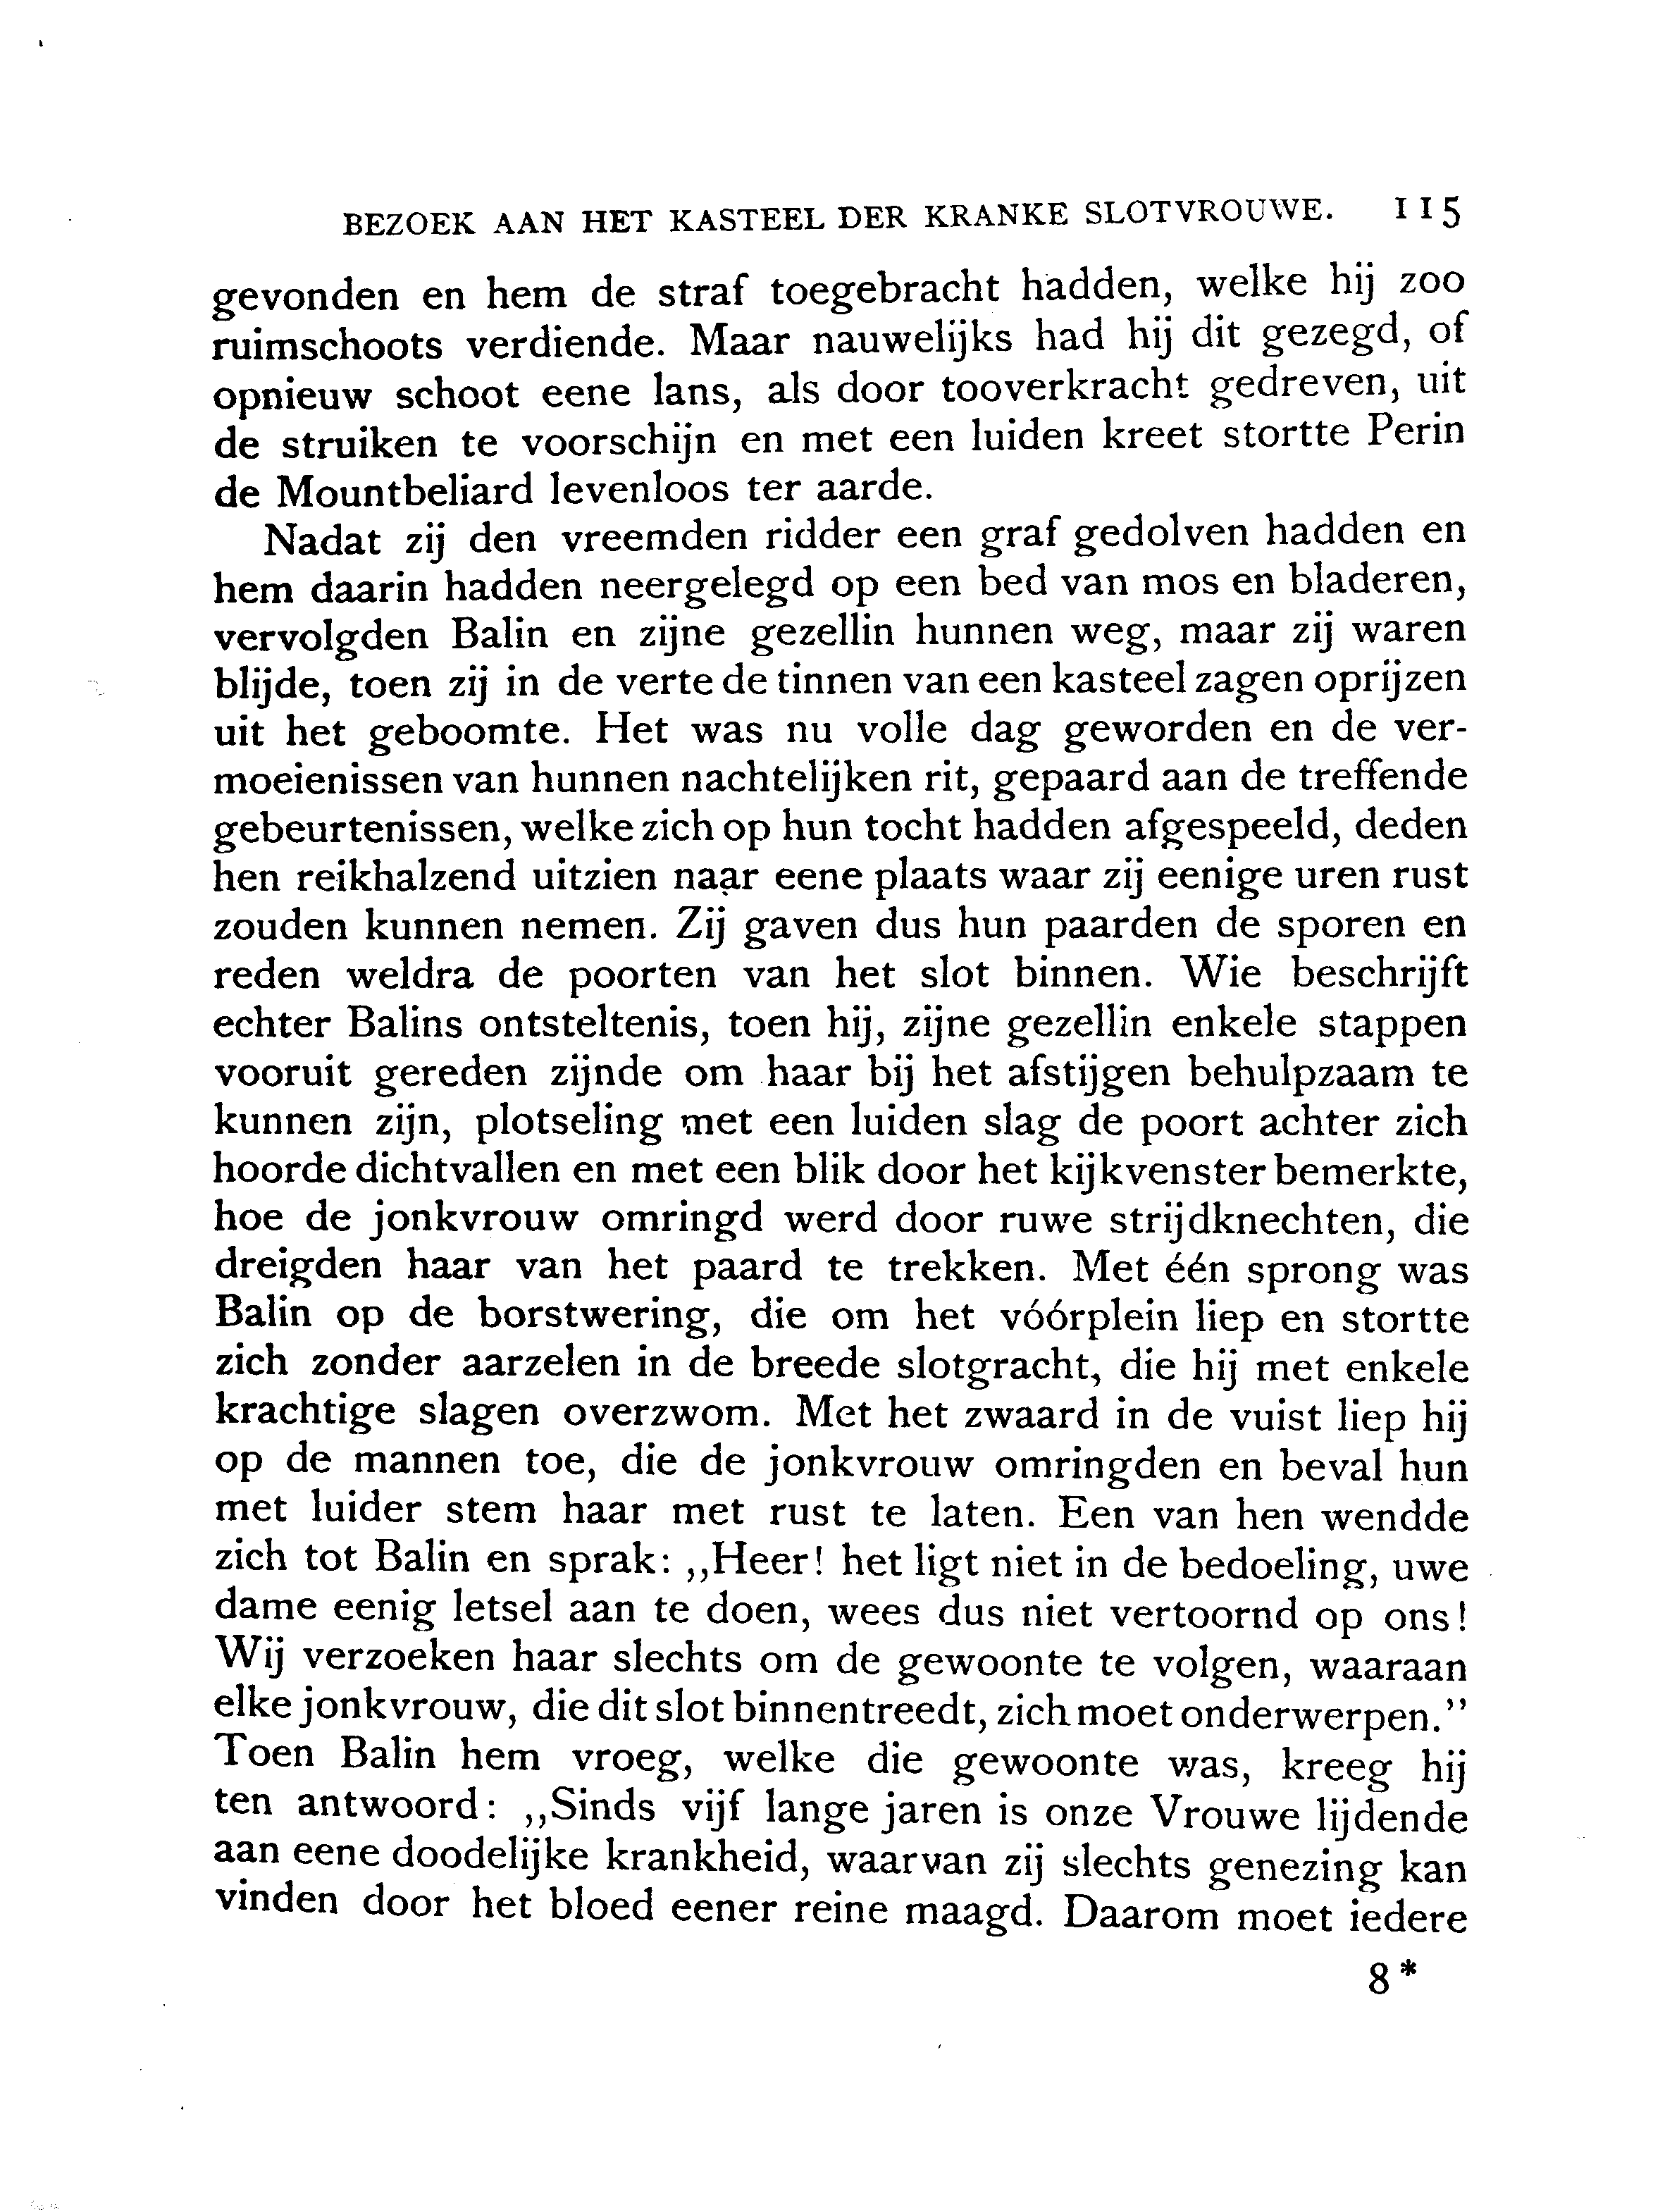 BEZOEK AAN HET KASTEEL DER KRANKE SLOTVROUWE. 115
gevonden en hem de straf toegebracht hadden, welke hij zoo
ruimschoots verdiende. Maar nauwelijks had hij dit gezegd, of
opnieuw schoot eene lans, als door tooverkracht gedreven, uit
de struiken te voorschijn en met een luiden kreet stortte Perin
de Mountbeliard levenloos ter aarde.
Nadat zij den vreemden ridder een graf gedolven hadden en
hem daarin hadden neergelegd op een bed van mos en bladeren,
vervolgden Balin en zijne gezellin hunnen weg, maar zij waren
blijde, toen zij in de verte de tinnen van een kasteel zagen oprijzen
uit het geboomte. Het was nu volle dag geworden en de ver-
moeienissen van hunnen nachtelijken rit, gepaard aan de treffende
gebeurtenissen, welke zich op hun tocht hadden afgespeeld, deden
hen reikhalzend uitzien naar eene plaats waar zij eenige uren rust
zouden kunnen nemen. Zij gaven dus hun paarden de sporen en
reden weldra de poorten van het slot binnen. Wie beschrijft
echter Balins ontsteltenis, toen hij, zijne gezellin enkele stappen
vooruit gereden zijnde om haar bij het afstijgen behulpzaam te
kunnen zijn, plotseling met een luiden slag de poort achter zich
hoorde dichtvallen en met een blik door het kijkvenster bemerkte,
hoe de jonkvrouw omringd werd door ruwe strijdknechten, die
dreigden haar van het paard te trekken. Met één sprong was
Balin op de borstwering, die om het vóórplein liep en stortte
zich zonder aarzelen in de breede slotgracht, die hij met enkele
krachtige slagen overzwom. Met het zwaard in de vuist liep hij
op de mannen toe, die de jonkvrouw omringden en beval hun
met luider stem haar met rust te laten. Een van hen wendde
zich tot Balin en sprak: ,,Heer! het ligt niet in de bedoeling, uwe
dame eenig letsel aan te doen, wees dus niet vertoornd op ons!
Wij verzoeken haar slechts om de gewoonte te volgen, waaraan
elke jonkvrouw, die dit slot binnentreedt, zich moet onderwerpen.”
Toen Balin hem vroeg, welke die gewoonte was, kreeg hij
ten antwoord: ,,Sinds vijf lange jaren is onze Vrouwe lijdende
aan eene doodelijke krankheid, waarvan zij slechts genezing kan
vinden door het bloed eener reine maagd. Daarom moet iedere
8*